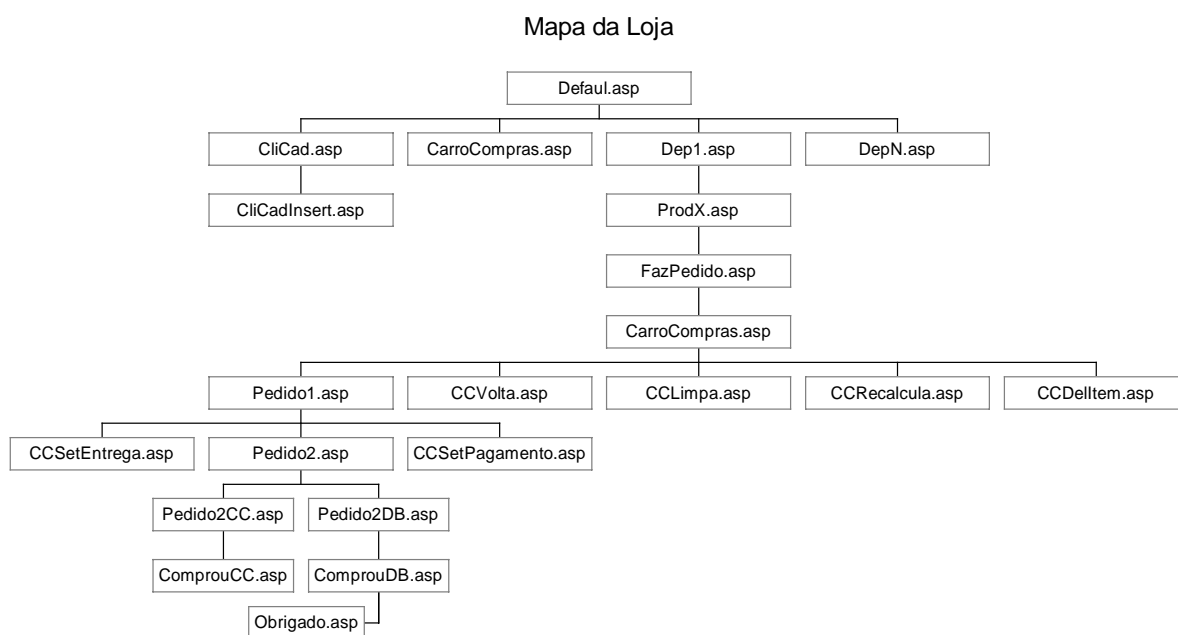 Mapa da Loja
Defaul.asp
CliCad.asp
CarroCompras.asp
Dep1.asp
DepN.asp
CliCadInsert.asp
ProdX.asp
FazPedido.asp
CarroCompras.asp
Pedido1.asp
CCVolta.asp
CCLimpa.asp
CCRecalcula.asp
CCDelItem.asp
CCSetEntrega.asp
Pedido2.asp
CCSetPagamento.asp
Pedido2CC.asp
Pedido2DB.asp
ComprouCC.asp
ComprouDB.asp
Obrigado.asp